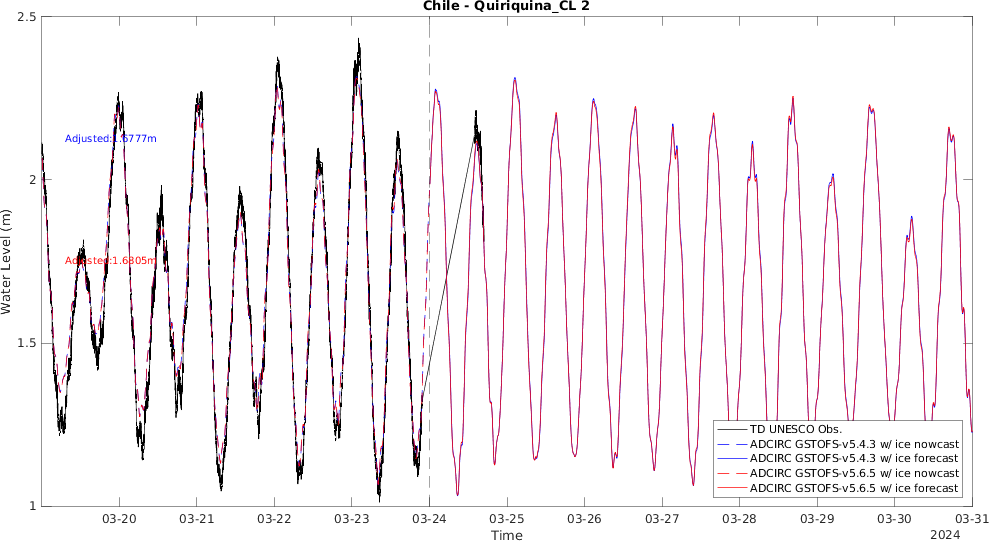 Chile - Quiriquina_CL 2
2.5
2
1.5
1
Water Level (m)
Adjusted:1.6777m
Adjusted:1.6305m
TD UNESCO Obs.
ADCIRC GSTOFS-v5.4.3 w/ ice nowcast
ADCIRC GSTOFS-v5.4.3 w/ ice forecast
ADCIRC GSTOFS-v5.6.5 w/ ice nowcast
ADCIRC GSTOFS-v5.6.5 w/ ice forecast
03-20 03-21 03-22 03-23 03-24 03-25 03-26 03-27 03-28 03-29 03-30 03-31
Time
2024